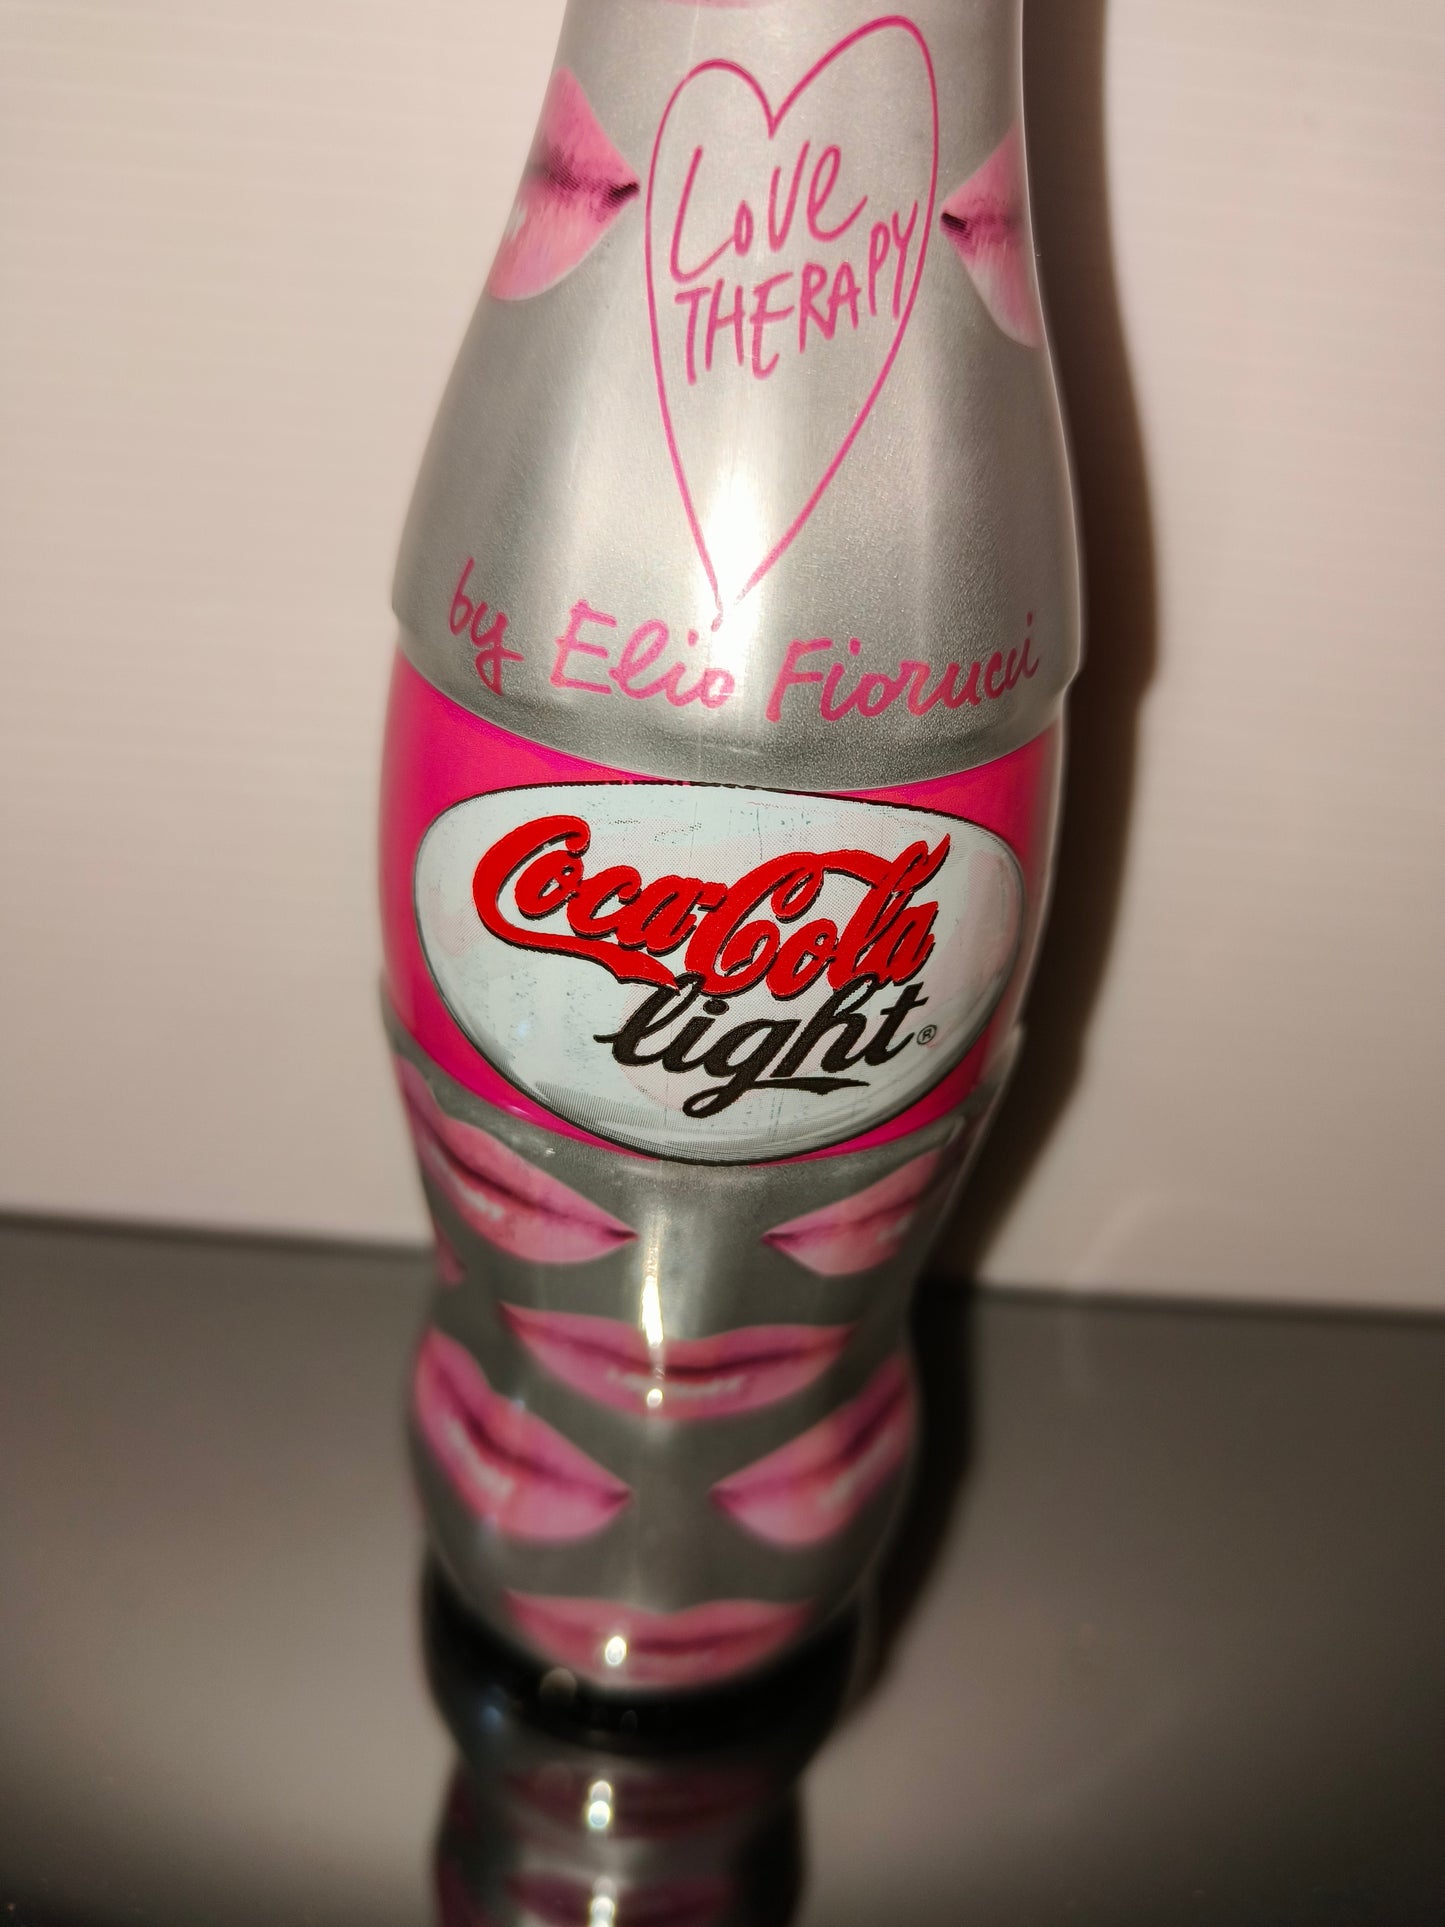 Love
THERAPY
by Elio Fiorucci
Coca-Cola
light®